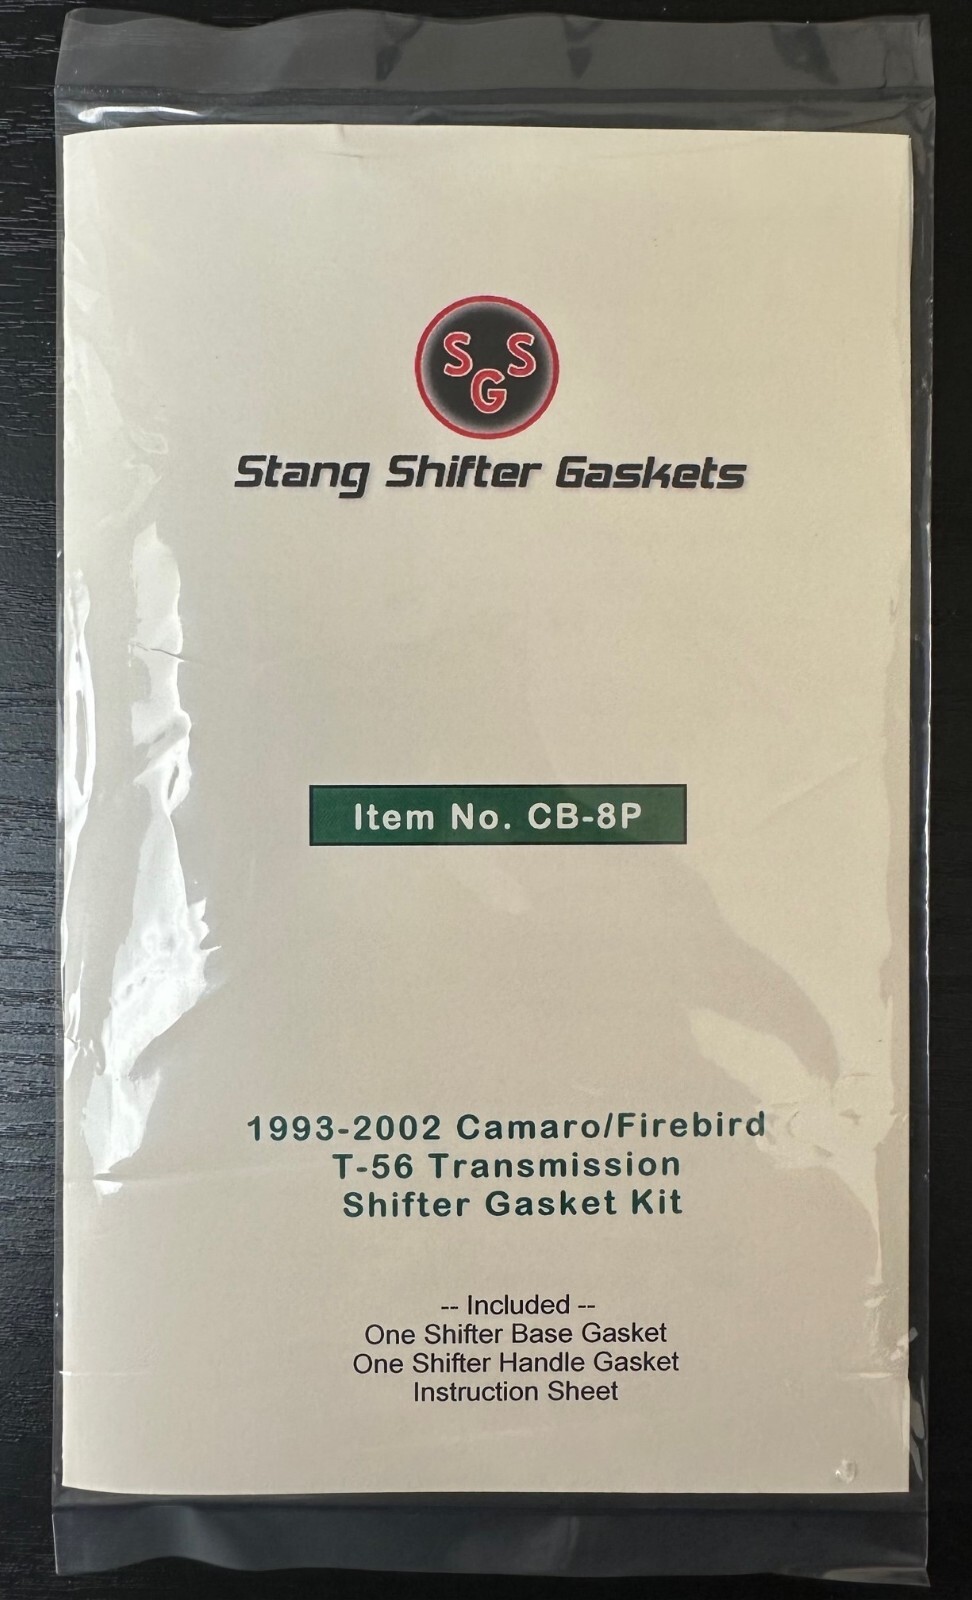 S S
G
Stang Shifter Gaskets
Item No. CB-8P
1993-2002 Camaro/Firebird
T-56 Transmission
Shifter Gasket Kit
-- Included --
One Shifter Base Gasket
One Shifter Handle Gasket
Instruction Sheet